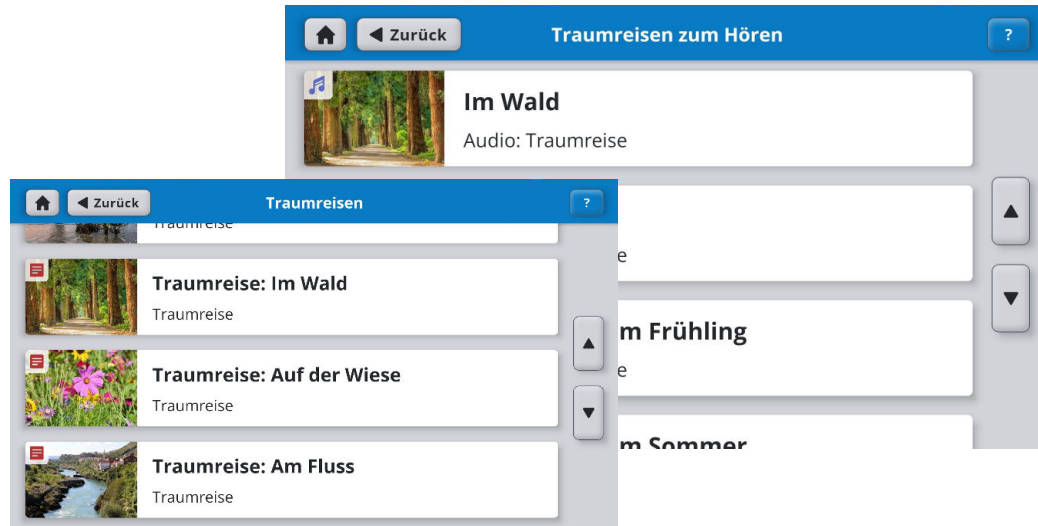 Zurück
Traumreisen zum Hören
?
Im Wald
Audio: Traumreise
e
m Frühling
e
m Sommer
Zurück
Traumreisen
?
Traumreise
Traumreise: Im Wald
Traumreise
Traumreise: Auf der Wiese
Traumreise
Traumreise: Am Fluss
Traumreise